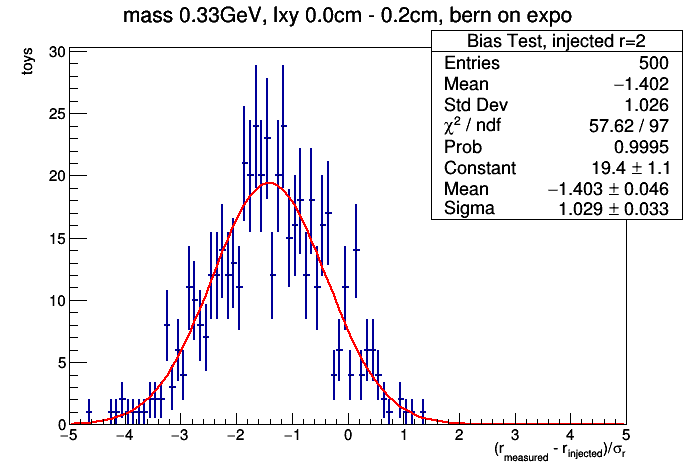 mass 0.33GeV, lxy 0.0cm - 0.2cm, bern on expo
Bias Test, injected r=2
Entries 500
Mean −1.402
Std Dev 1.026
χ² / ndf 57.62 / 97
Prob 0.9995
Constant 19.4 ± 1.1
Mean −1.403 ± 0.046
Sigma 1.029 ± 0.033
toys
30
25
20
15
10
5
0
−5 −4 −3 −2 −1 0 1 2 3 4 5
(r_measured - r_injected)/σ_r